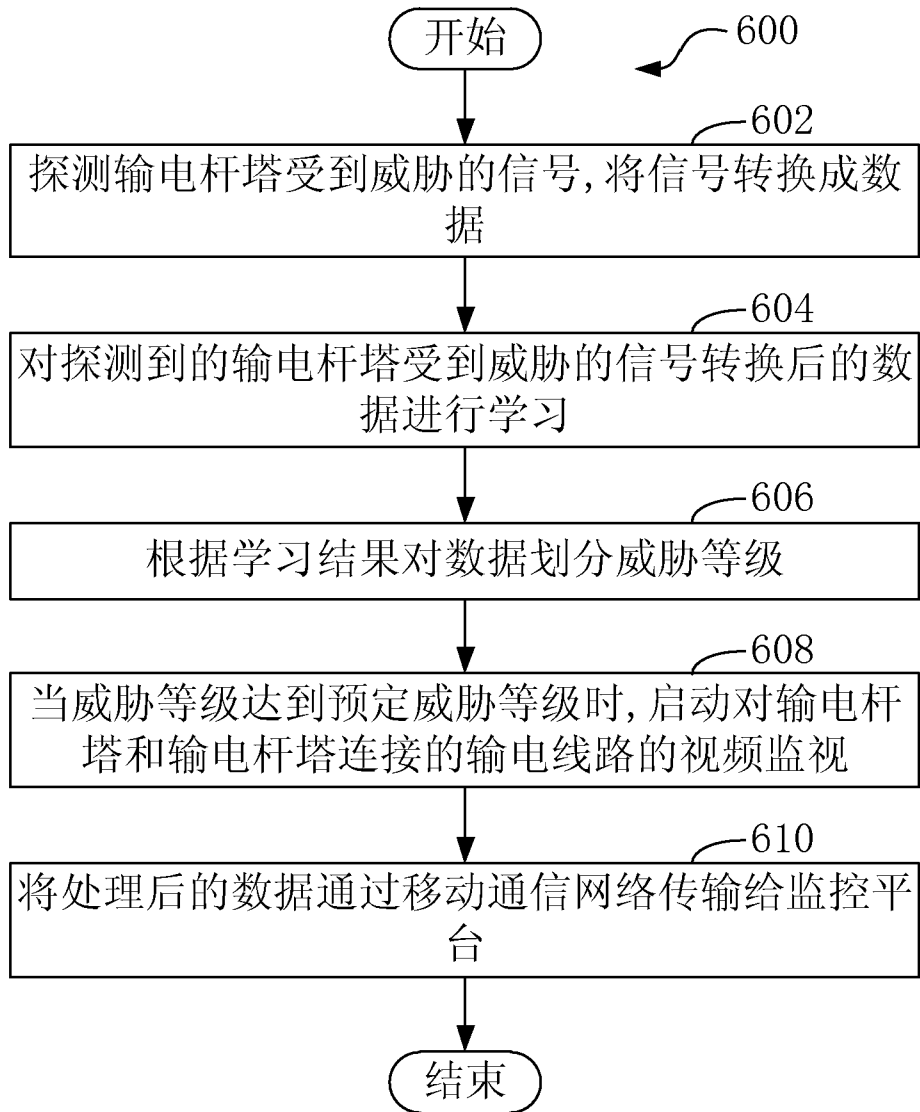 开始
600
602
探测输电杆塔受到威胁的信号,将信号转换成数
据
604
对探测到的输电杆塔受到威胁的信号转换后的数
据进行学习
606
根据学习结果对数据划分威胁等级
608
当威胁等级达到预定威胁等级时,启动对输电杆
塔和输电杆塔连接的输电线路的视频监视
610
将处理后的数据通过移动通信网络传输给监控平
台
结束